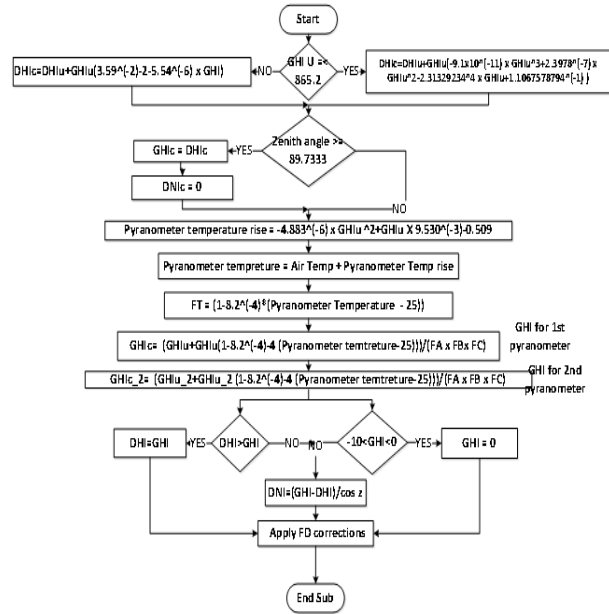 Start
GHI U =<
865.2
NO
YES
DHIc=DHIu+GHIu(3.59^(-2)-2-5.54^(-6) x GHI)
DHIc=DHIu+GHIu(-9.1x10^(-11) x GHIu^3+2.3978^(-7) x
GHIu^2-2.31329234^4 x GHIu+1.1067578794^(-1) )
Zenith angle >=
89.7333
YES
NO
GHIc = DHIc
DNIc = 0
Pyranometer temperature rise = -4.883^(-6) x GHIu ^2+GHIu X 9.530^(-3)-0.509
Pyranometer tempreture = Air Temp + Pyranometer Temp rise
FT = (1-8.2^(-4)*(Pyranometer Temperature - 25))
GHIc= (GHIu+GHIu(1-8.2^(-4)-4 (Pyranometer temtreture-25)))/(FA x FBx FC)
GHI for 1st
pyranometer
GHIc_2= (GHIu_2+GHIu_2 (1-8.2^(-4)-4 (Pyranometer temtreture-25)))/(FA x FB x FC)
GHI for 2nd
pyranometer
DHI=GHI
YES
DHI>GHI
NO
NO
-10<GHI<0
YES
GHI = 0
DNI=(GHI-DHI)/cos z
Apply FD corrections
End Sub